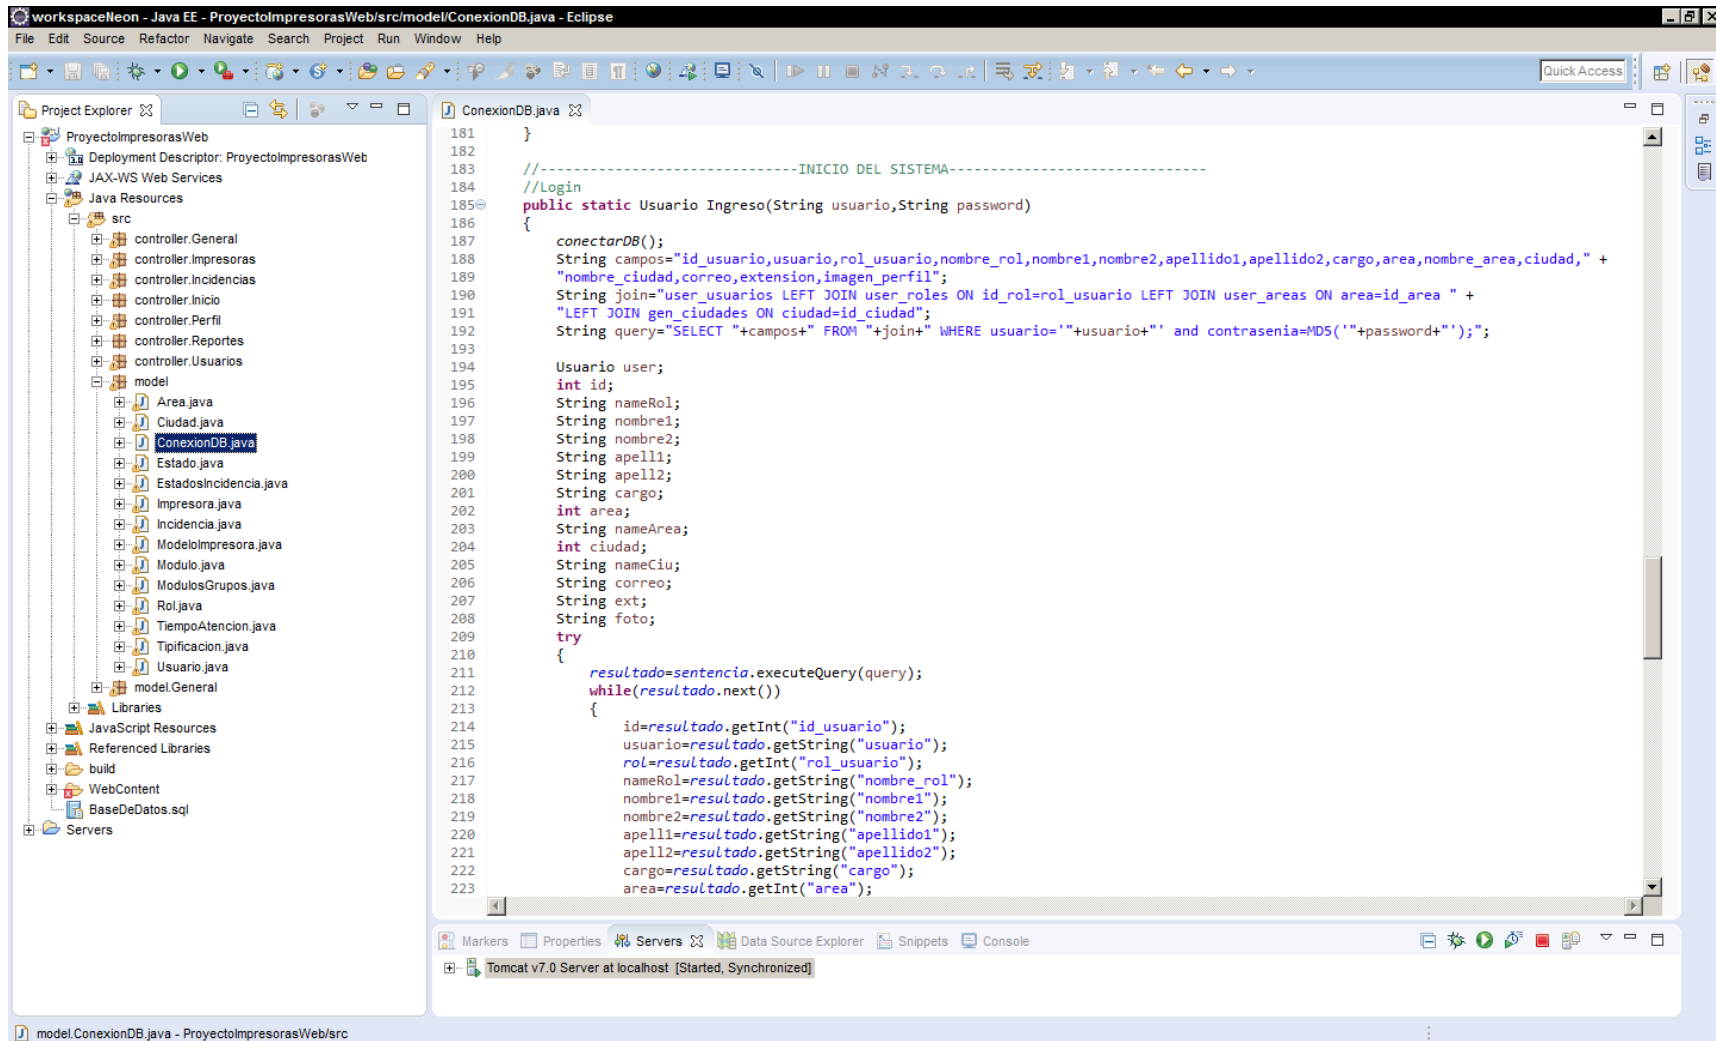 workspaceNeon - Java EE - ProyectoImpresorasWeb/src/model/ConexionDB.java - Eclipse
File Edit Source Refactor Navigate Search Project Run Window Help
Quick Access
Project Explorer
ProyectoImpresorasWeb
Deployment Descriptor: ProyectoImpresorasWeb
JAX-WS Web Services
Java Resources
src
controller.General
controller.Impresoras
controller.Incidencias
controller.Inicio
controller.Perfil
controller.Reportes
controller.Usuarios
model
Area.java
Ciudad.java
ConexionDB.java
Estado.java
EstadosIncidencia.java
Impresora.java
Incidencia.java
ModeloImpresora.java
Modulo.java
ModulosGrupos.java
Rol.java
TiempoAtencion.java
Tipificacion.java
Usuario.java
model.General
Libraries
JavaScript Resources
Referenced Libraries
build
WebContent
BaseDeDatos.sql
Servers
ConexionDB.java
181 }
182
183 //-------------------------------INICIO DEL SISTEMA-------------------------------
184 //Login
185 public static Usuario Ingreso(String usuario,String password)
186 {
187 conectarDB();
188 String campos="id_usuario,usuario,rol_usuario,nombre_rol,nombre1,nombre2,apellido1,apellido2,cargo,area,nombre_area,ciudad," +
189 "nombre_ciudad,correo,extension,imagen_perfil";
190 String join="user_usuarios LEFT JOIN user_roles ON id_rol=rol_usuario LEFT JOIN user_areas ON area=id_area " +
191 "LEFT JOIN gen_ciudades ON ciudad=id_ciudad";
192 String query="SELECT "+campos+" FROM "+join+" WHERE usuario='"+usuario+"' and contrasenia=MD5('"+password+"');";
193
194 Usuario user;
195 int id;
196 String nameRol;
197 String nombre1;
198 String nombre2;
199 String apell1;
200 String apell2;
201 String cargo;
202 int area;
203 String nameArea;
204 int ciudad;
205 String nameCiu;
206 String correo;
207 String ext;
208 String foto;
209 try
210 {
211 resultado=sentencia.executeQuery(query);
212 while(resultado.next())
213 {
214 id=resultado.getInt("id_usuario");
215 usuario=resultado.getString("usuario");
216 rol=resultado.getInt("rol_usuario");
217 nameRol=resultado.getString("nombre_rol");
218 nombre1=resultado.getString("nombre1");
219 nombre2=resultado.getString("nombre2");
220 apell1=resultado.getString("apellido1");
221 apell2=resultado.getString("apellido2");
222 cargo=resultado.getString("cargo");
223 area=resultado.getInt("area");
Markers Properties Servers Data Source Explorer Snippets Console
Tomcat v7.0 Server at localhost [Started, Synchronized]
model.ConexionDB.java - ProyectoImpresorasWeb/src